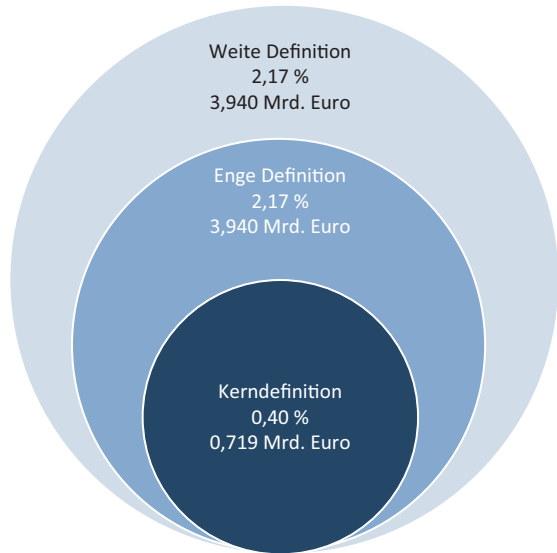 Weite Definition
2,17 %
3,940 Mrd. Euro
Enge Definition
2,17 %
3,940 Mrd. Euro
Kerndefinition
0,40 %
0,719 Mrd. Euro